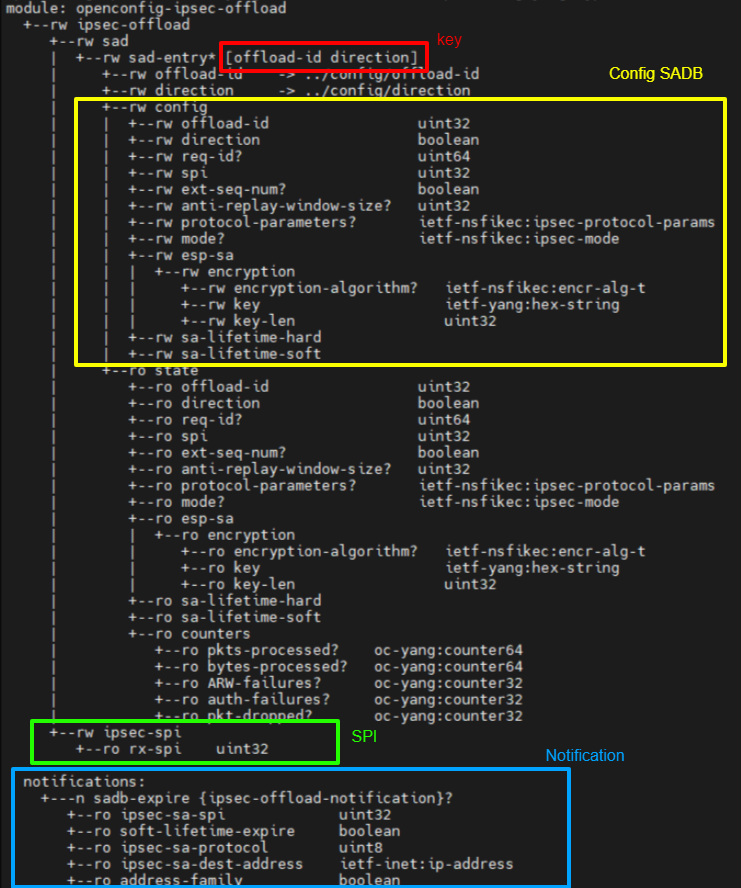 module: openconfig-ipsec-offload
+--rw ipsec-offload
+--rw sad
key
| +--rw sad-entry* [offload-id direction]
| +--rw offload-id -> ../config/offload-id
Config SADB
| +--rw direction -> ../config/direction
| +--rw config
| | +--rw offload-id uint32
| | +--rw direction boolean
| | +--rw req-id? uint64
| | +--rw spi uint32
| | +--rw ext-seq-num? boolean
| | +--rw anti-replay-window-size? uint32
| | +--rw protocol-parameters? ietf-nsfikec:ipsec-protocol-params
| | +--rw mode? ietf-nsfikec:ipsec-mode
| | +--rw esp-sa
| | | +--rw encryption
| | | +--rw encryption-algorithm? ietf-nsfikec:encr-alg-t
| | | +--rw key ietf-yang:hex-string
| | | +--rw key-len uint32
| | +--rw sa-lifetime-hard
| | +--rw sa-lifetime-soft
| +--ro state
| +--ro offload-id uint32
| +--ro direction boolean
| +--ro req-id? uint64
| +--ro spi uint32
| +--ro ext-seq-num? boolean
| +--ro anti-replay-window-size? uint32
| +--ro protocol-parameters? ietf-nsfikec:ipsec-protocol-params
| +--ro mode? ietf-nsfikec:ipsec-mode
| +--ro esp-sa
| | +--ro encryption
| | +--ro encryption-algorithm? ietf-nsfikec:encr-alg-t
| | +--ro key ietf-yang:hex-string
| | +--ro key-len uint32
| +--ro sa-lifetime-hard
| +--ro sa-lifetime-soft
| +--ro counters
| +--ro pkts-processed? oc-yang:counter64
| +--ro bytes-processed? oc-yang:counter64
| +--ro ARW-failures? oc-yang:counter32
| +--ro auth-failures? oc-yang:counter32
| +--ro pkt-dropped? oc-yang:counter32
+--rw ipsec-spi
SPI
+--ro rx-spi uint32
Notification
notifications:
+---n sadb-expire {ipsec-offload-notification}?
+--ro ipsec-sa-spi uint32
+--ro soft-lifetime-expire boolean
+--ro ipsec-sa-protocol uint8
+--ro ipsec-sa-dest-address ietf-inet:ip-address
+--ro address-family boolean